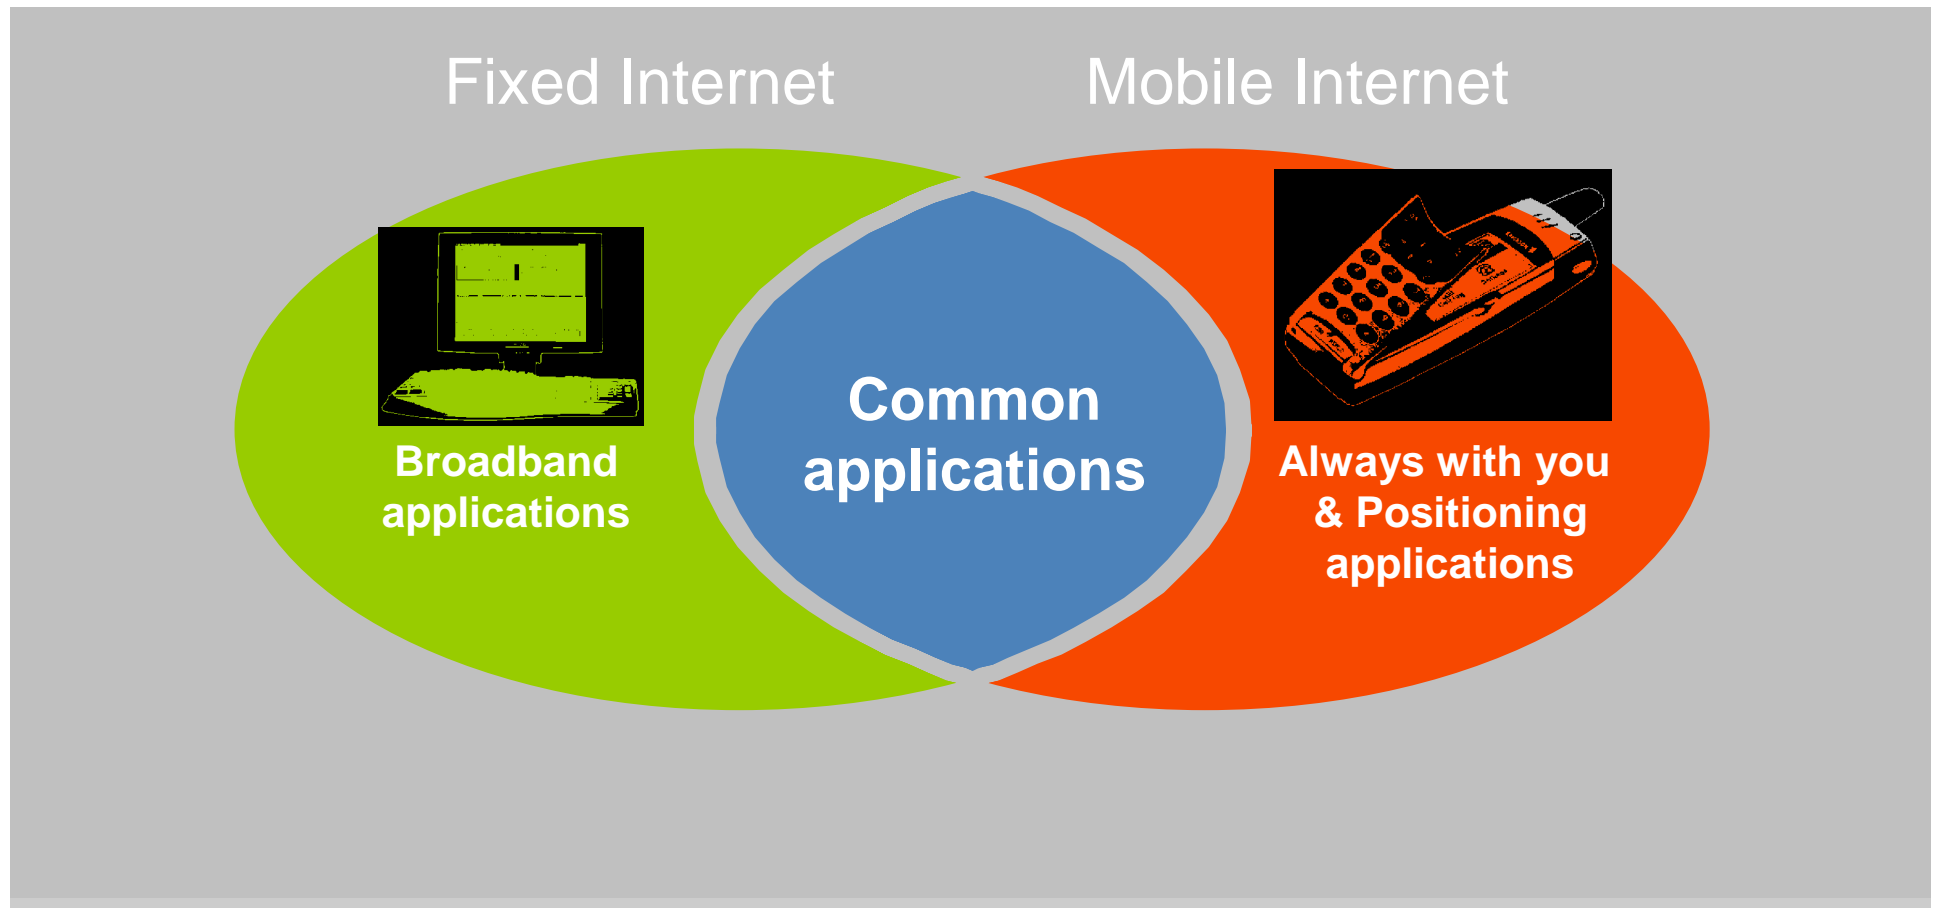 Fixed Internet
Mobile Internet
Common
applications
Broadband
applications
Always with you
& Positioning
applications